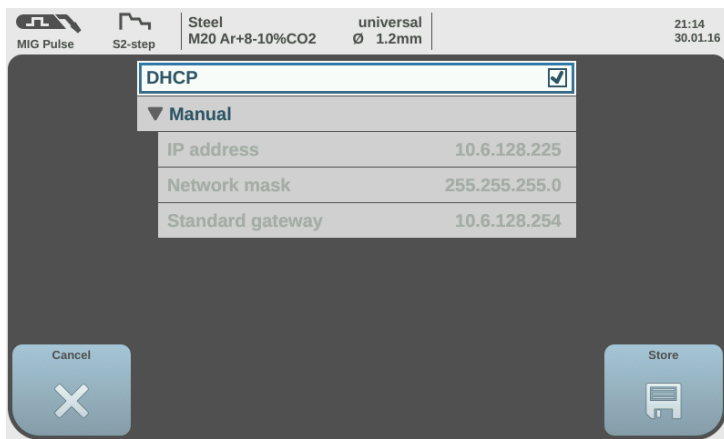 MIG Pulse
S2-step
Steel universal
M20 Ar+8-10%CO2 Ø 1.2mm
21:14
30.01.16
DHCP
Manual
IP address 10.6.128.225
Network mask 255.255.255.0
Standard gateway 10.6.128.254
Cancel
Store